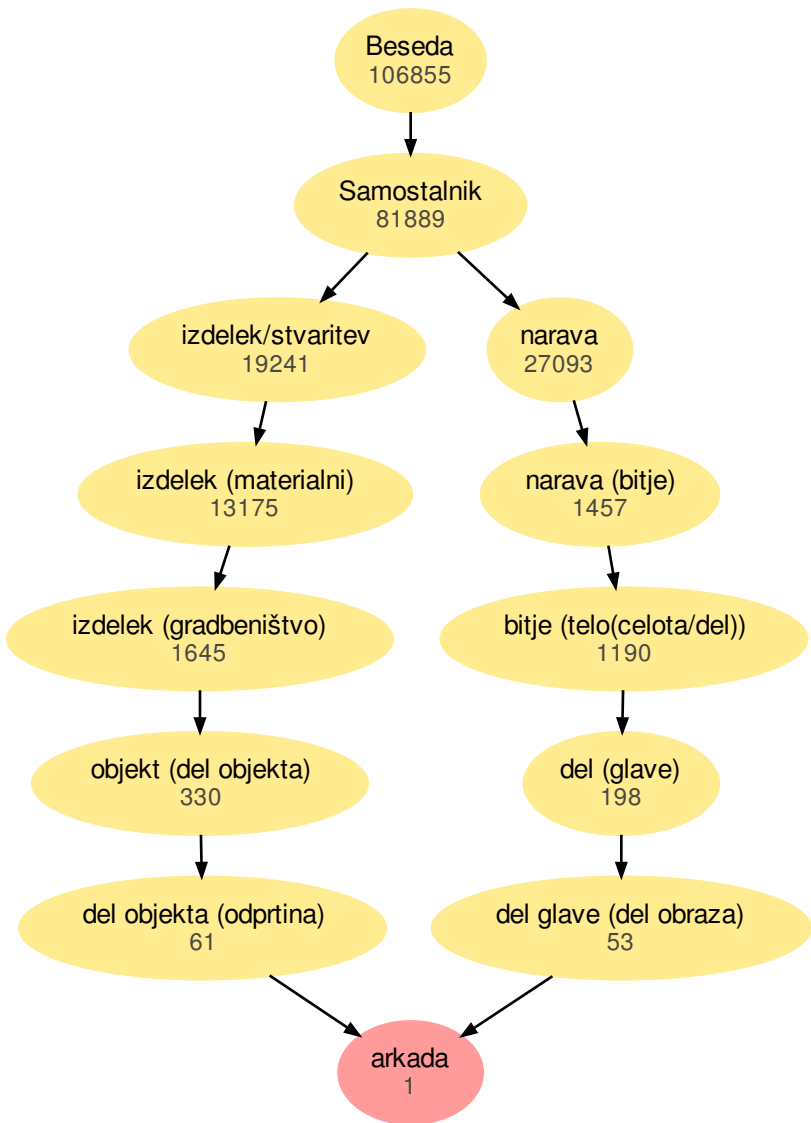 Beseda
106855
Samostalnik
81889
izdelek/stvaritev
19241
narava
27093
izdelek (materialni)
13175
narava (bitje)
1457
izdelek (gradbeništvo)
1645
bitje (telo(celota/del))
1190
objekt (del objekta)
330
del (glave)
198
del objekta (odprtina)
61
del glave (del obraza)
53
arkada
1